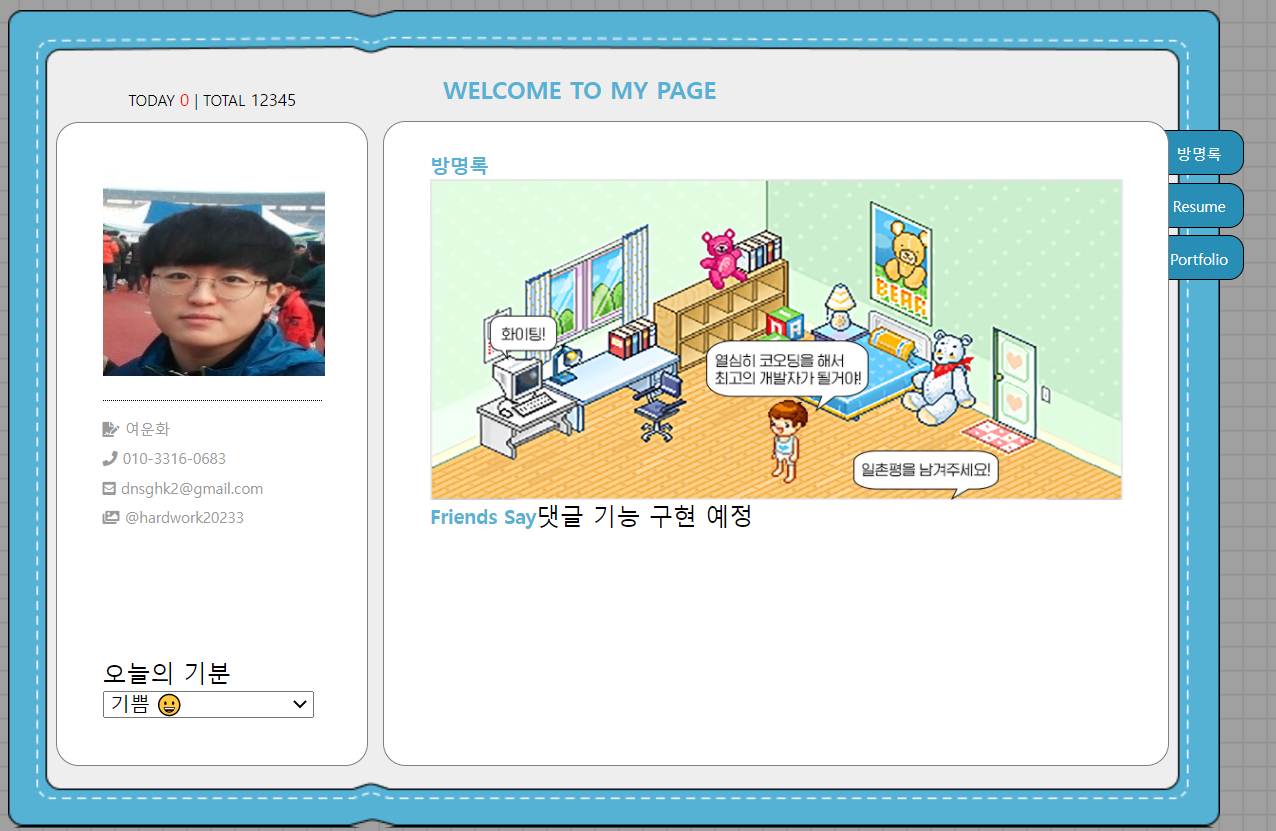 TODAY 0 | TOTAL 12345
WELCOME TO MY PAGE
여운화
010-3316-0683
dnsghk2@gmail.com
@hardwork20233
오늘의 기분
기쁨 😀
방명록
화이팅!
열심히 코오딩을 해서
최고의 개발자가 될거야!
BEAR
일촌평을 남겨주세요!
Friends Say댓글 기능 구현 예정
방명록
Resume
Portfolio